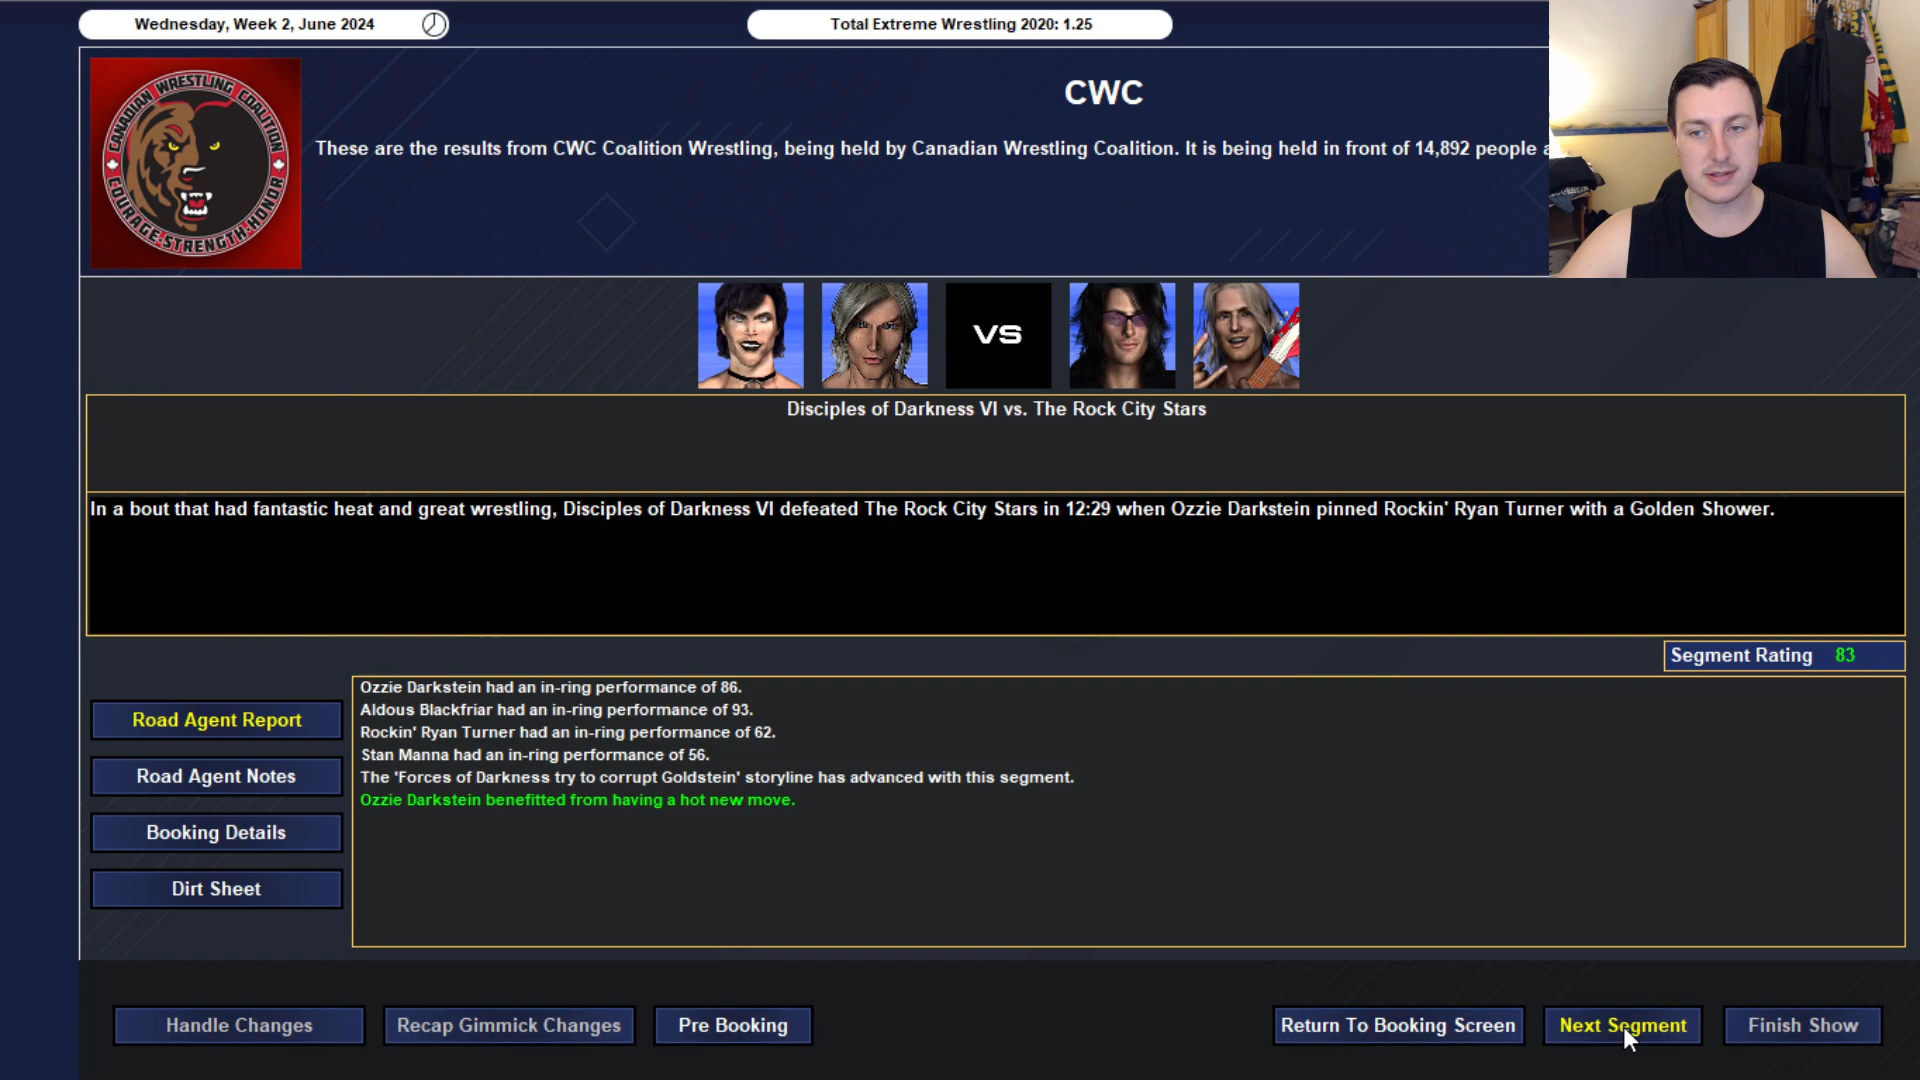 Wednesday, Week 2, June 2024
Total Extreme Wrestling 2020: 1.25
CANADIAN WRESTLING COALITION
COURAGE·STRENGTH·HONOR
CWC
These are the results from CWC Coalition Wrestling, being held by Canadian Wrestling Coalition. It is being held in front of 14,892 people
VS
Disciples of Darkness VI vs. The Rock City Stars
In a bout that had fantastic heat and great wrestling, Disciples of Darkness VI defeated The Rock City Stars in 12:29 when Ozzie Darkstein pinned Rockin' Ryan Turner with a Golden Shower.
Segment Rating 83
Road Agent Report
Road Agent Notes
Booking Details
Dirt Sheet
Ozzie Darkstein had an in-ring performance of 86.
Aldous Blackfriar had an in-ring performance of 93.
Rockin' Ryan Turner had an in-ring performance of 62.
Stan Manna had an in-ring performance of 56.
The 'Forces of Darkness try to corrupt Goldstein' storyline has advanced with this segment.
Ozzie Darkstein benefitted from having a hot new move.
Handle Changes
Recap Gimmick Changes
Pre Booking
Return To Booking Screen
Next Segment
Finish Show